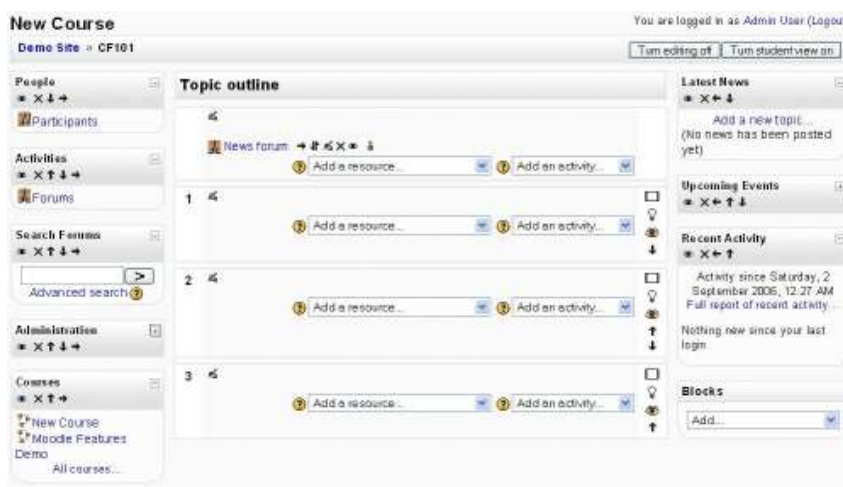 New Course
You are logged in as Admin User (Logou
Demo Site » CF101
Turn editing off
Turn student view on
People
Participants
Activities
Forums
Search Forums
>
Advanced search
Administration
Courses
New Course
Moodle Features
Demo
All courses...
Topic outline
News forum
Add a resource...
Add an activity...
1
Add a resource...
Add an activity...
2
Add a resource...
Add an activity...
3
Add a resource...
Add an activity...
Latest News
Add a new topic...
(No news has been posted
yet)
Upcoming Events
Recent Activity
Activity since Saturday, 2
September 2006, 12:27 AM
Full report of recent activity...
Nothing new since your last
login
Blocks
Add...